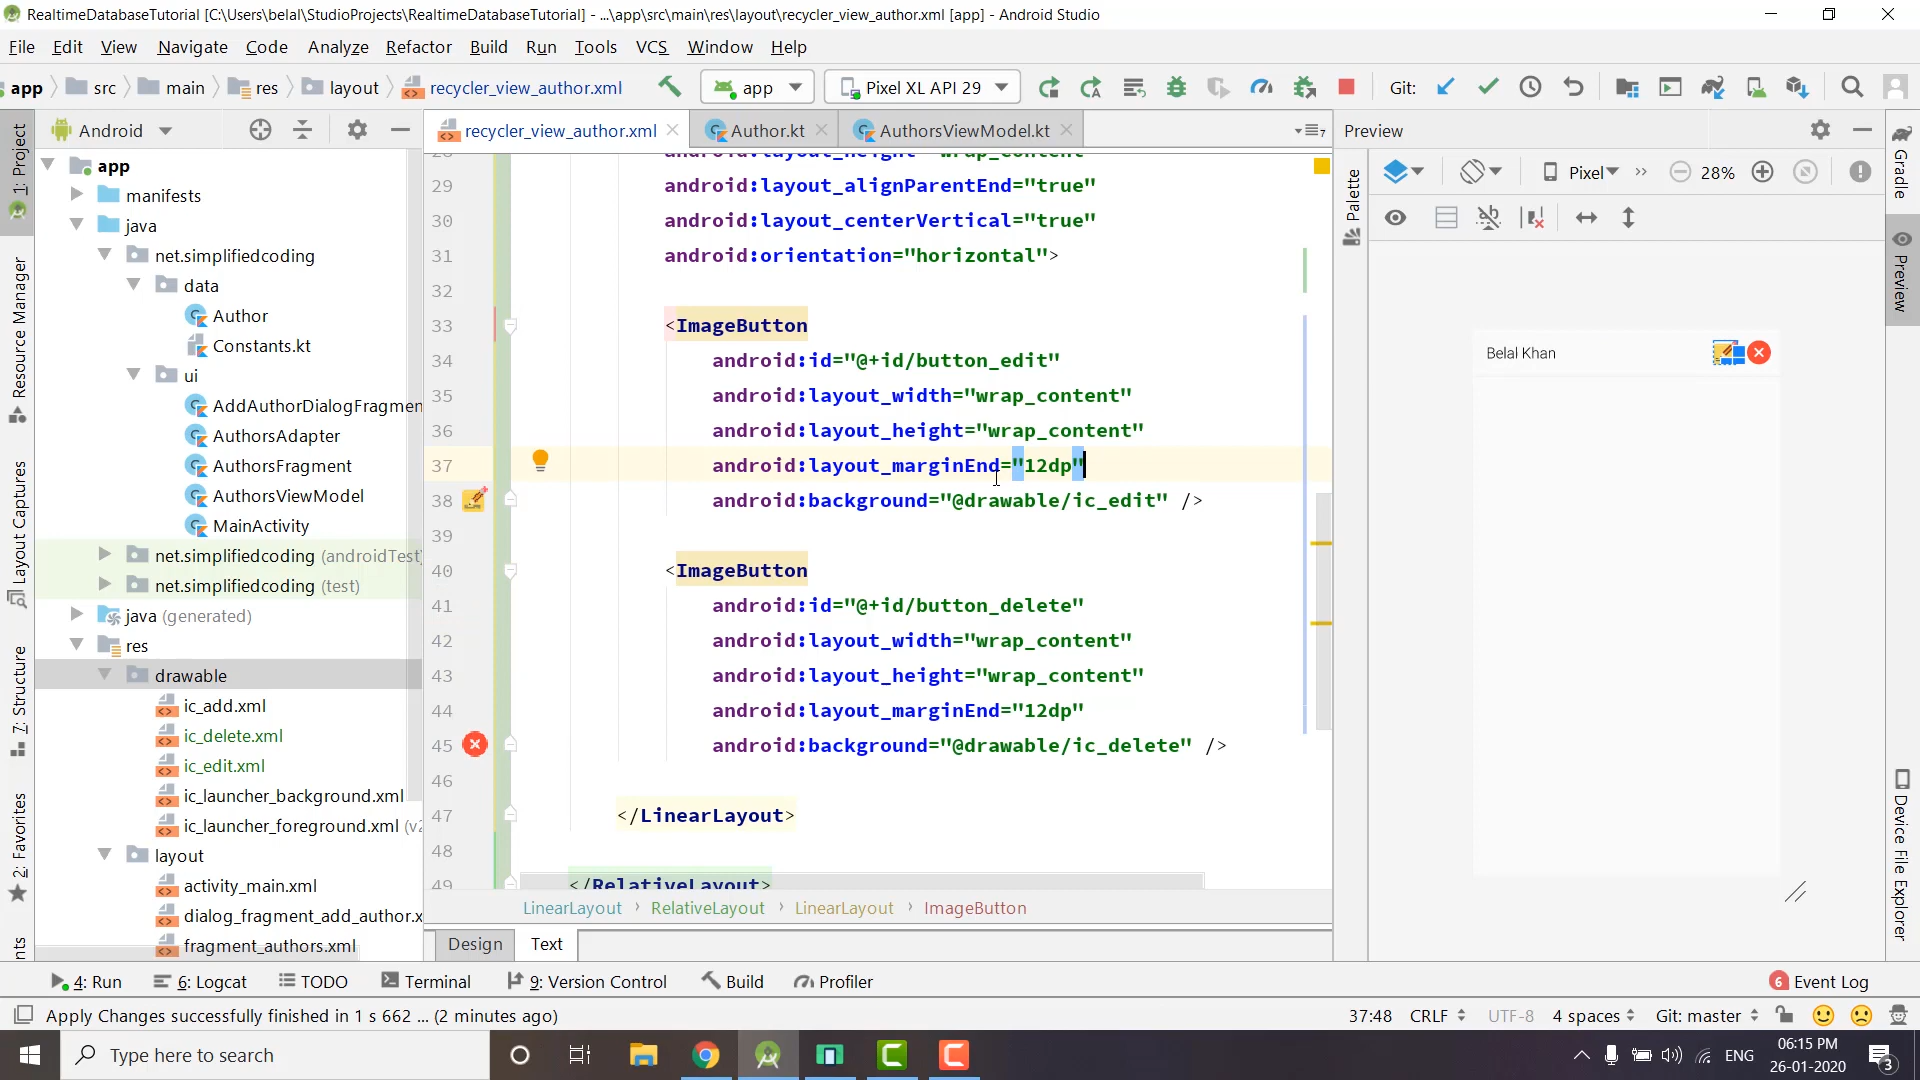 RealtimeDatabaseTutorial [C:\Users\belal\StudioProjects\RealtimeDatabaseTutorial] - ...\app\src\main\res\layout\recycler_view_author.xml [app] - Android Studio
File Edit View Navigate Code Analyze Refactor Build Run Tools VCS Window Help
app src main res layout recycler_view_author.xml app Pixel XL API 29 Git:
Android recycler_view_author.xml Author.kt AuthorsViewModel.kt 7 Preview
1: Project
Resource Manager
Layout Captures
7: Structure
2: Favorites
app
manifests
java
net.simplifiedcoding
data
Author
Constants.kt
ui
AddAuthorDialogFragmen
AuthorsAdapter
AuthorsFragment
AuthorsViewModel
MainActivity
net.simplifiedcoding (androidTest)
net.simplifiedcoding (test)
java (generated)
res
drawable
ic_add.xml
ic_delete.xml
ic_edit.xml
ic_launcher_background.xml
ic_launcher_foreground.xml (v2
layout
activity_main.xml
dialog_fragment_add_author.x
fragment_authors.xml
28 android:layout_height="wrap_content"
29 android:layout_alignParentEnd="true"
30 android:layout_centerVertical="true"
31 android:orientation="horizontal">
32
33 <ImageButton
34 android:id="@+id/button_edit"
35 android:layout_width="wrap_content"
36 android:layout_height="wrap_content"
37 android:layout_marginEnd="12dp"
38 android:background="@drawable/ic_edit" />
39
40 <ImageButton
41 android:id="@+id/button_delete"
42 android:layout_width="wrap_content"
43 android:layout_height="wrap_content"
44 android:layout_marginEnd="12dp"
45 android:background="@drawable/ic_delete" />
46
47 </LinearLayout>
48
49 </RelativeLayout>
LinearLayout › RelativeLayout › LinearLayout › ImageButton
Design Text
Palette
Pixel » 28%
Belal Khan
Gradle
Preview
Device File Explorer
4: Run 6: Logcat TODO Terminal 9: Version Control Build Profiler 6 Event Log
Apply Changes successfully finished in 1 s 662 ... (2 minutes ago) 37:48 CRLF UTF-8 4 spaces Git: master
Type here to search ENG 06:15 PM
26-01-2020 3